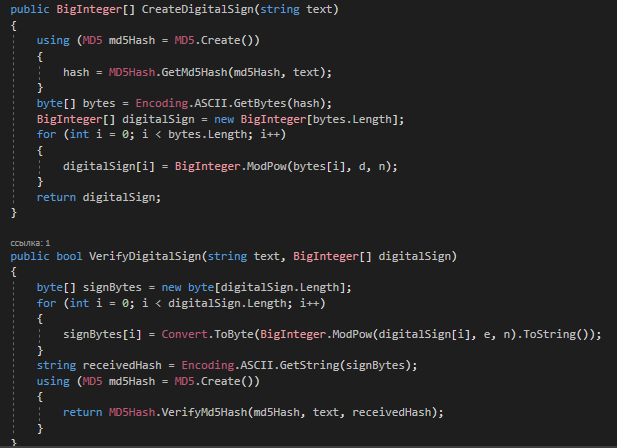 public BigInteger[] CreateDigitalSign(string text)
{
using (MD5 md5Hash = MD5.Create())
{
hash = MD5Hash.GetMd5Hash(md5Hash, text);
}
byte[] bytes = Encoding.ASCII.GetBytes(hash);
BigInteger[] digitalSign = new BigInteger[bytes.Length];
for (int i = 0; i < bytes.Length; i++)
{
digitalSign[i] = BigInteger.ModPow(bytes[i], d, n);
}
return digitalSign;
}
ссылка: 1
public bool VerifyDigitalSign(string text, BigInteger[] digitalSign)
{
byte[] signBytes = new byte[digitalSign.Length];
for (int i = 0; i < digitalSign.Length; i++)
{
signBytes[i] = Convert.ToByte(BigInteger.ModPow(digitalSign[i], e, n).ToString());
}
string receivedHash = Encoding.ASCII.GetString(signBytes);
using (MD5 md5Hash = MD5.Create())
{
return MD5Hash.VerifyMd5Hash(md5Hash, text, receivedHash);
}
}